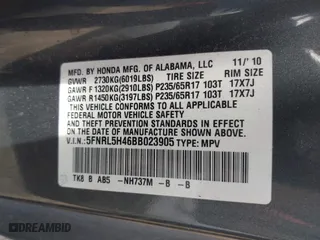 MFD. BY HONDA MFG. OF ALABAMA, LLC 11/'10
GVWR 2730KG(6019LBS) TIRE SIZE RIM SIZE
GAWR F 1320KG(2910LBS) P235/65R17 103T 17X7J
GAWR R 1450KG(3197LBS) P235/65R17 103T 17X7J
THIS VEHICLE CONFORMS TO ALL APPLICABLE
FEDERAL MOTOR VEHICLE SAFETY AND THEFT
PREVENTION STANDARDS IN EFFECT ON THE DATE OF
MANUFACTURE SHOWN ABOVE.
V.I.N:5FNRL5H46BB023905 TYPE: MPV
TK8 B AB5 -NH737M -B -B